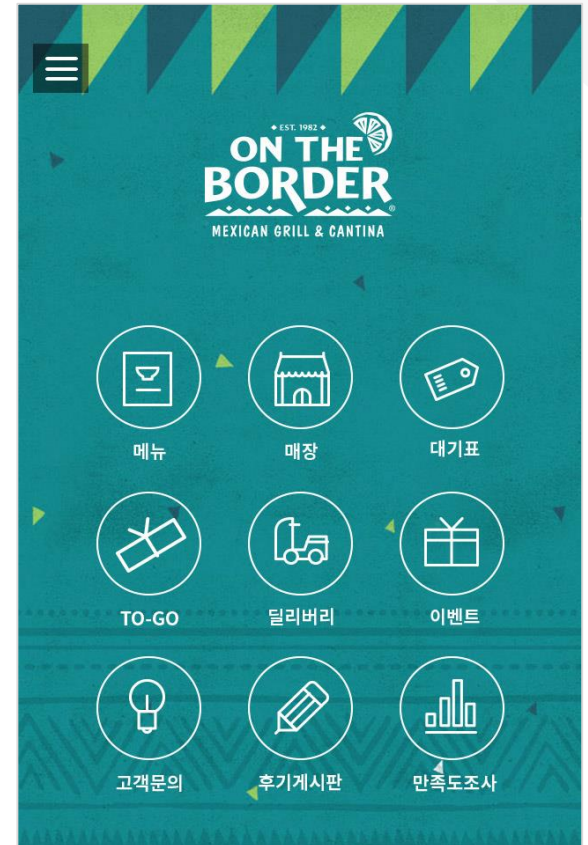 EST. 1982
ON THE
BORDER
®
MEXICAN GRILL & CANTINA
메뉴
매장
대기표
TO-GO
딜리버리
이벤트
고객문의
후기게시판
만족도조사